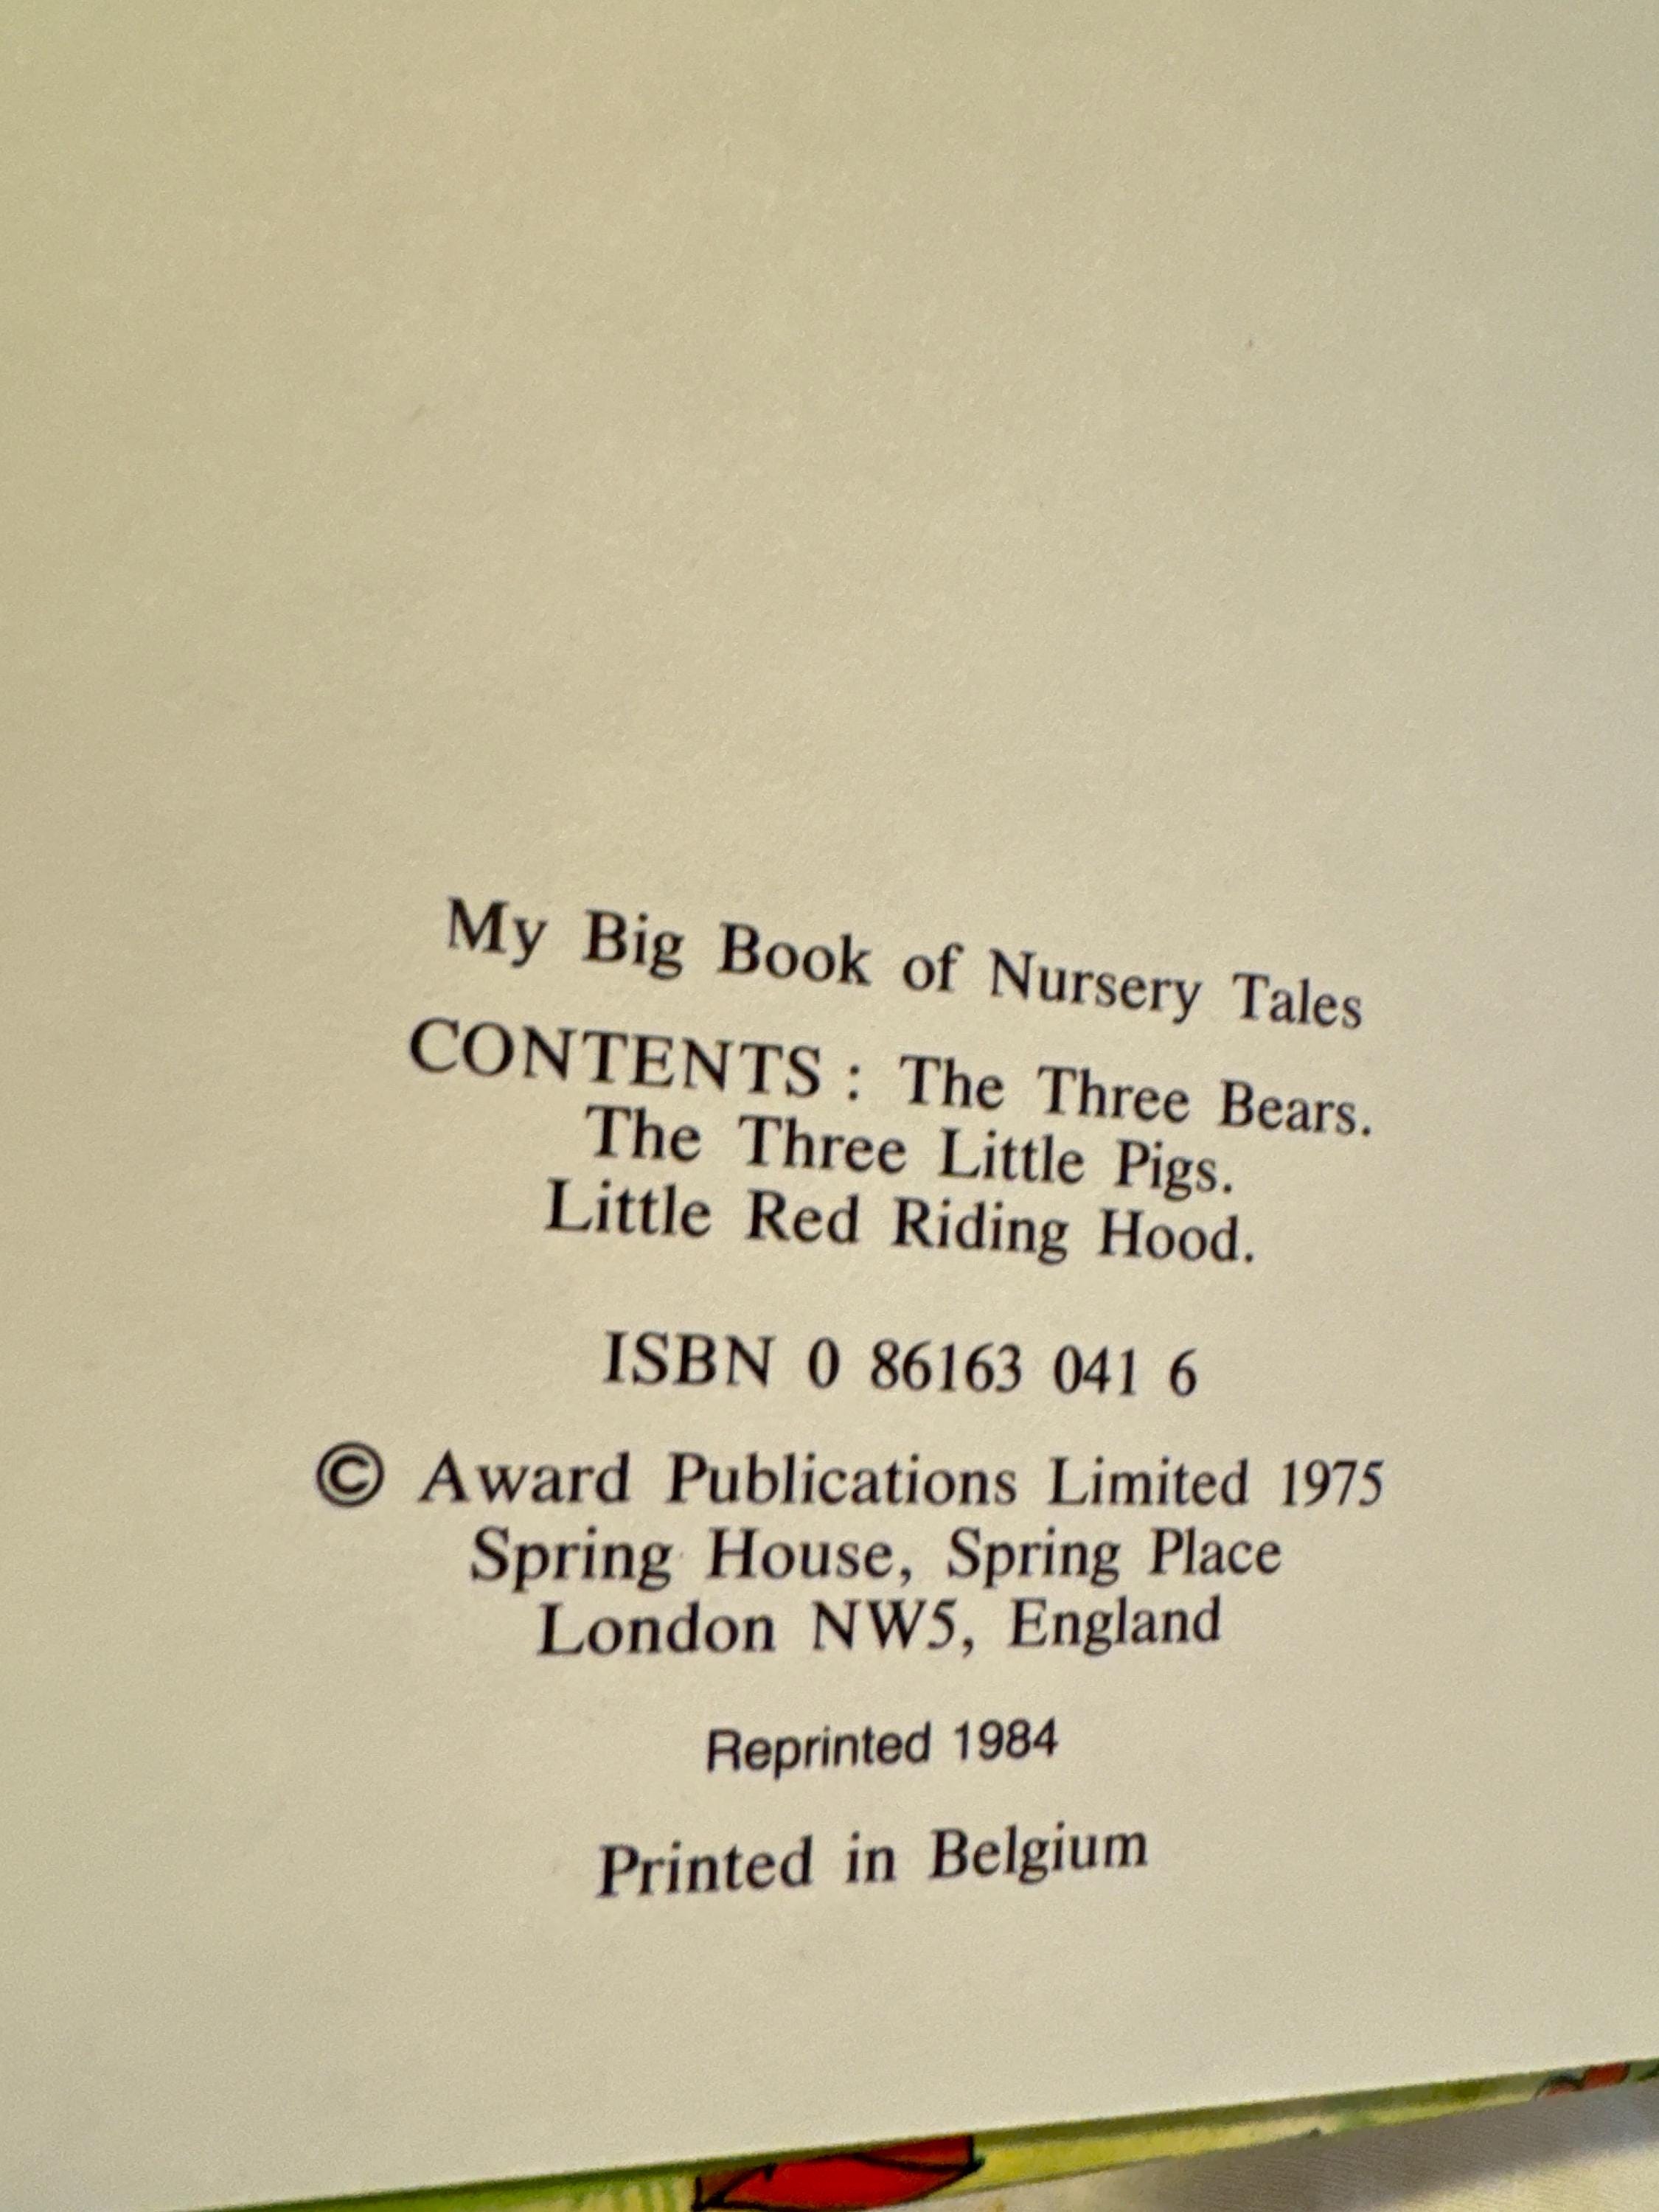 My Big Book of Nursery Tales
CONTENTS : The Three Bears.
The Three Little Pigs.
Little Red Riding Hood.
ISBN 0 86163 041 6
© Award Publications Limited 1975
Spring House, Spring Place
London NW5, England
Reprinted 1984
Printed in Belgium